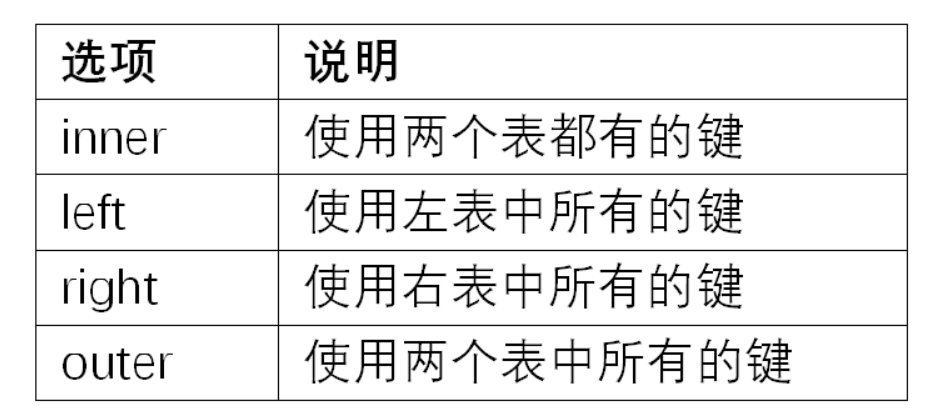 选项 说明
inner 使用两个表都有的键
left 使用左表中所有的键
right 使用右表中所有的键
outer 使用两个表中所有的键